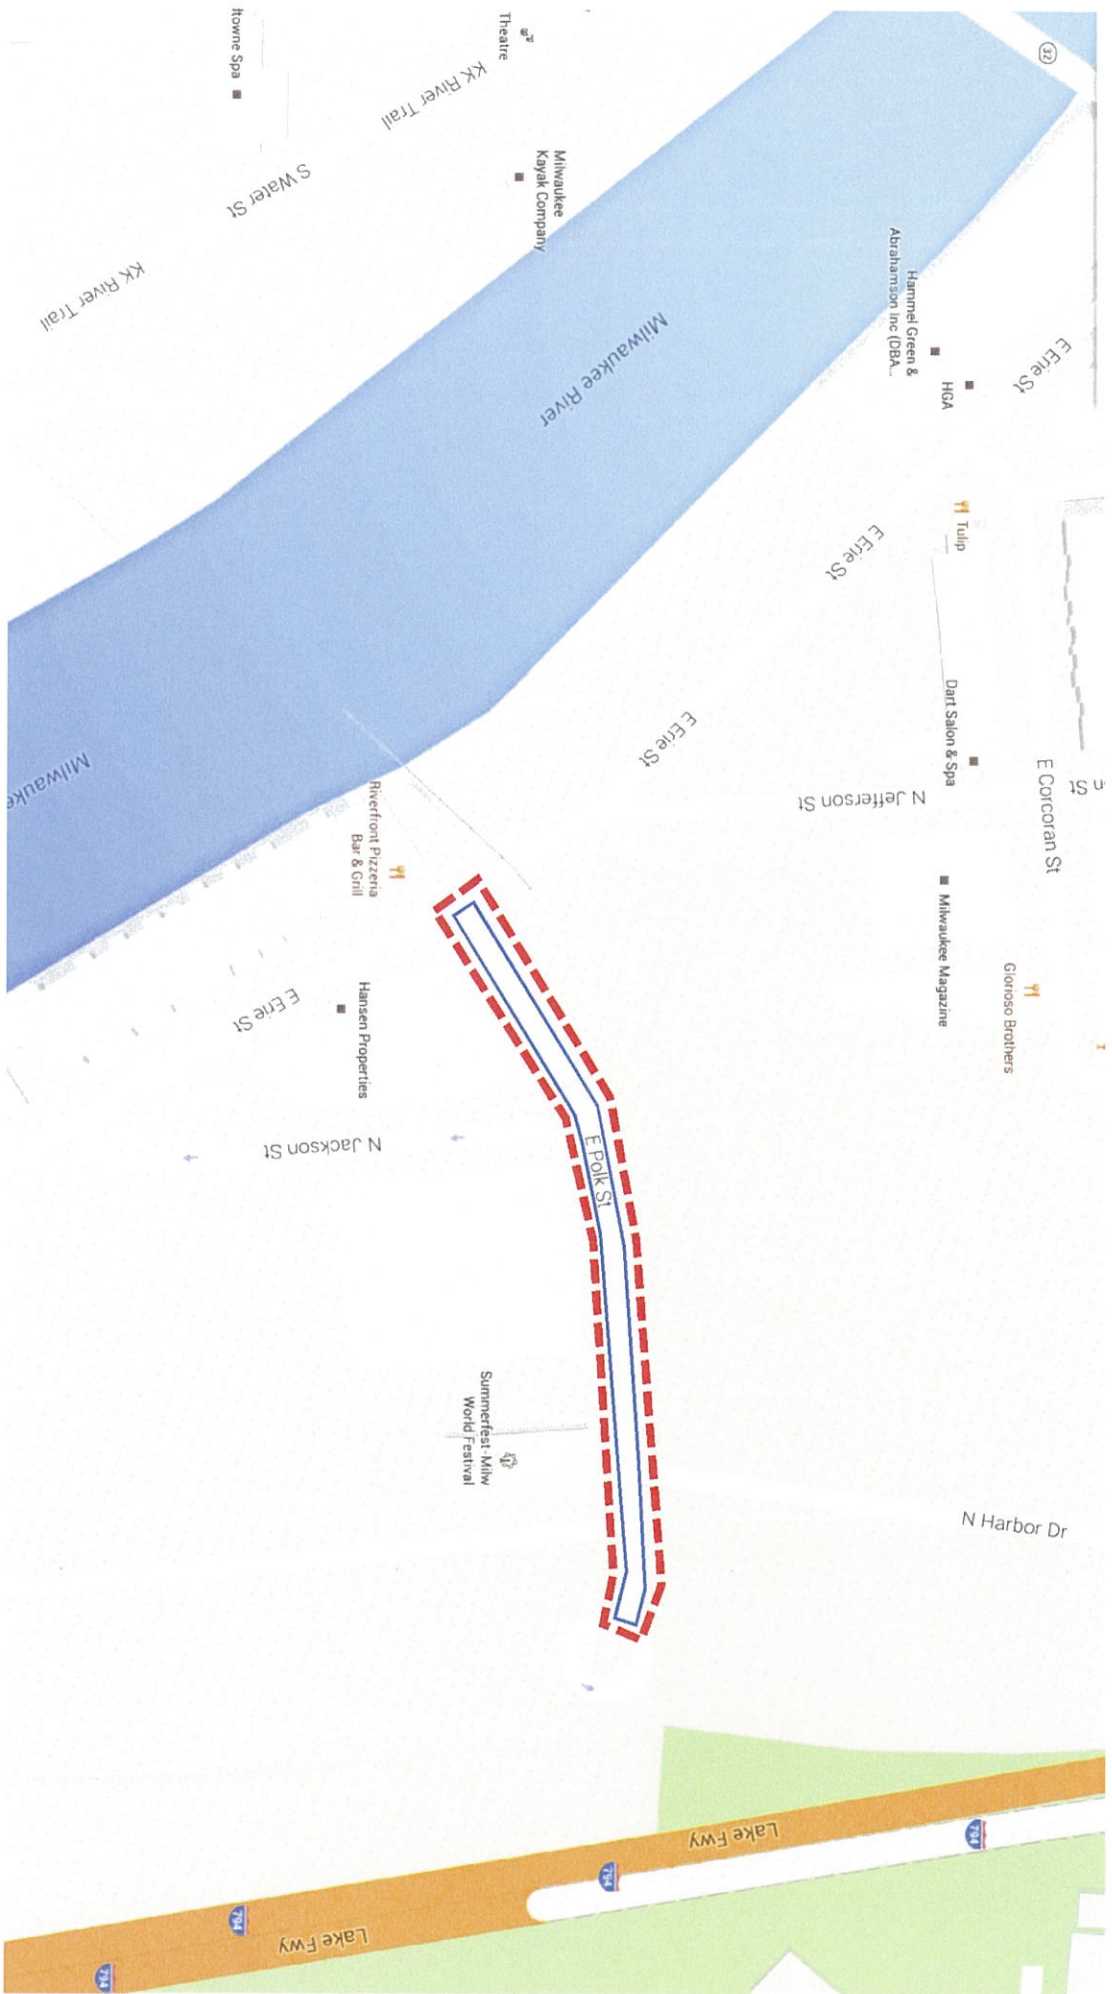 32
E Erie St
n St
E Corcoran St
N Harbor Dr
Glorioso Brothers
794
Tulip
Dart Salon & Spa
HGA
Milwaukee Magazine
Hammel Green &
Abrahamson Inc (DBA...
N Jefferson St
E Erie St
Lake Fwy
E Erie St
Milwaukee River
E Polk St
794
Milwaukee
Kayak Company
Theatre
Summerfest-Milw
World Festival
KK River Trail
Riverfront Pizzeria
Bar & Grill
Hansen Properties
N Jackson St
Lake Fwy
E Erie St
S Water St
ltowne Spa
794
KK River Trail
794
Milwauke